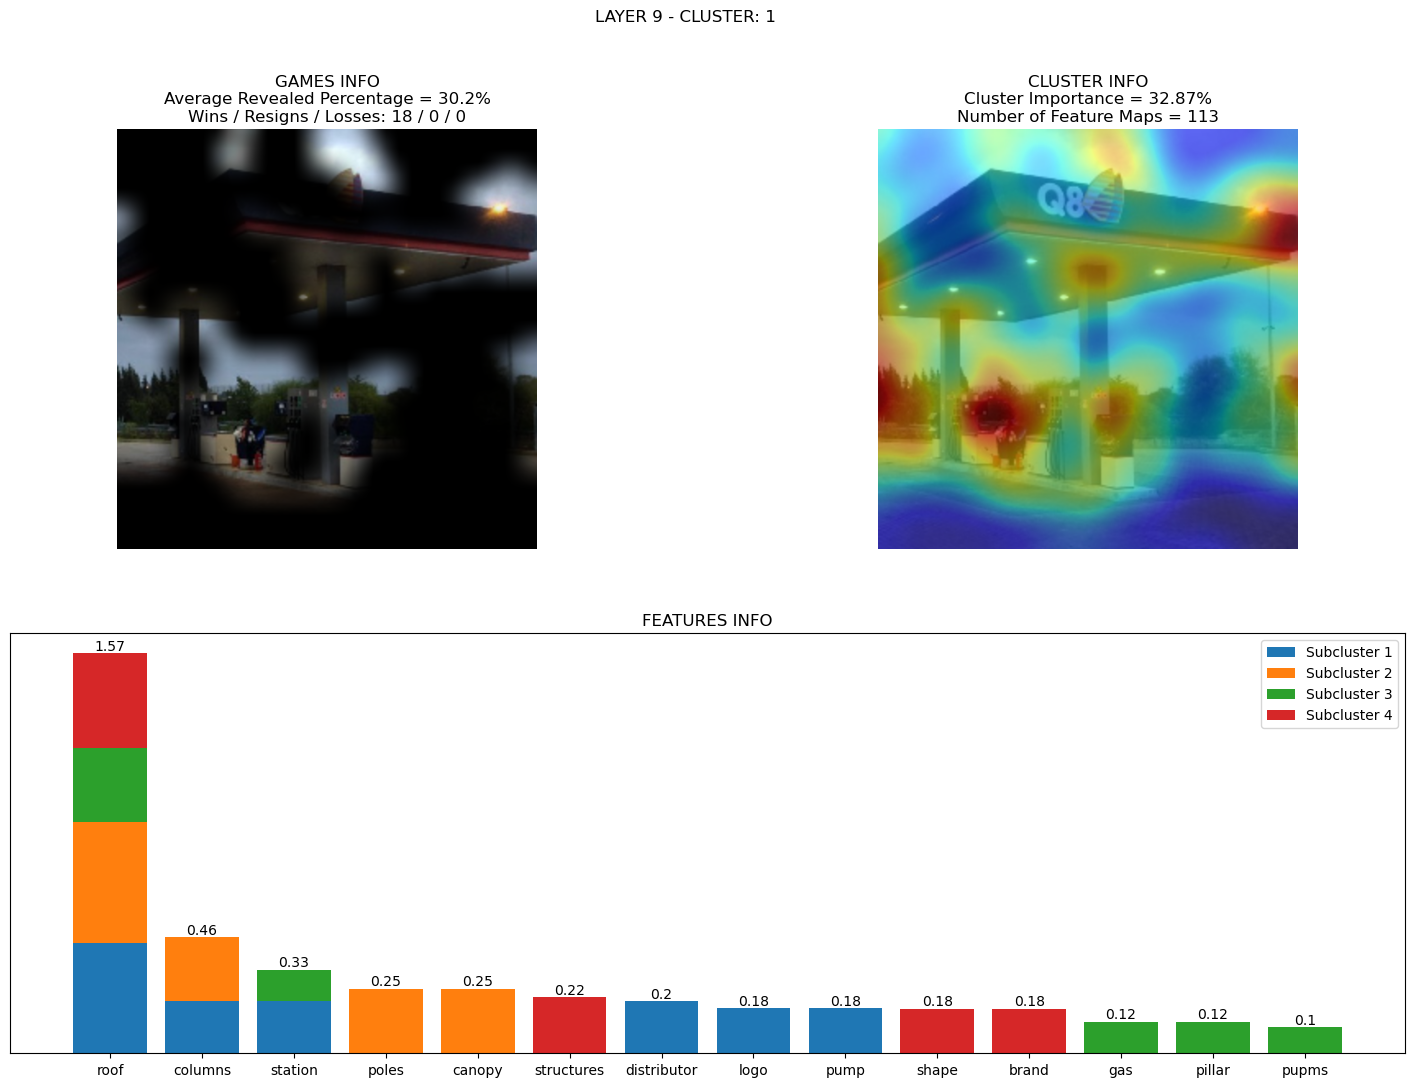 LAYER 9 - CLUSTER: 1
GAMES INFO
Average Revealed Percentage = 30.2%
Wins / Resigns / Losses: 18 / 0 / 0
CLUSTER INFO
Cluster Importance = 32.87%
Number of Feature Maps = 113
Q8
FEATURES INFO
Subcluster 1
Subcluster 2
Subcluster 3
Subcluster 4
1.57
0.46
0.33
0.25
0.25
0.22
0.2
0.18
0.18
0.18
0.18
0.12
0.12
0.1
roof
columns
station
poles
canopy
structures
distributor
logo
pump
shape
brand
gas
pillar
pupms